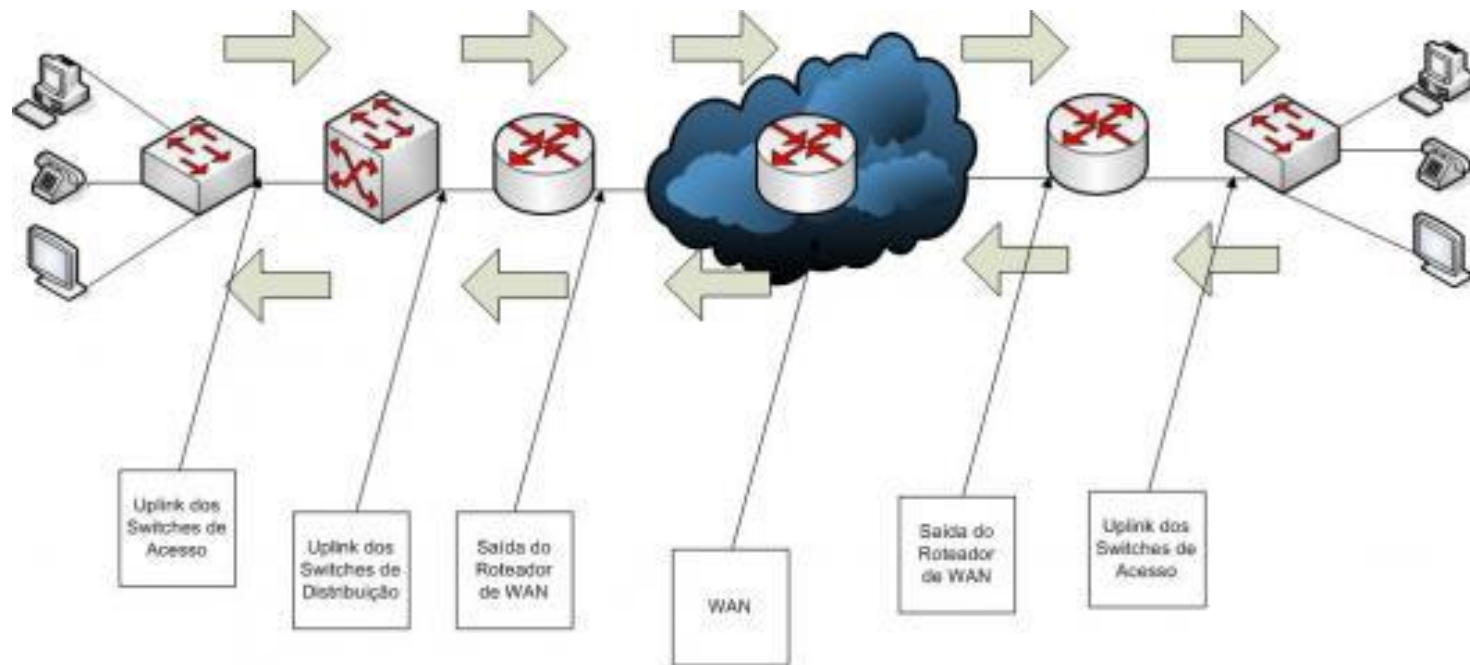 Uplink dos
Switches de
Acesso
Uplink dos
Switches de
Distribuição
Saída do
Roteador
de WAN
WAN
Saída do
Roteador
de WAN
Uplink dos
Switches de
Acesso